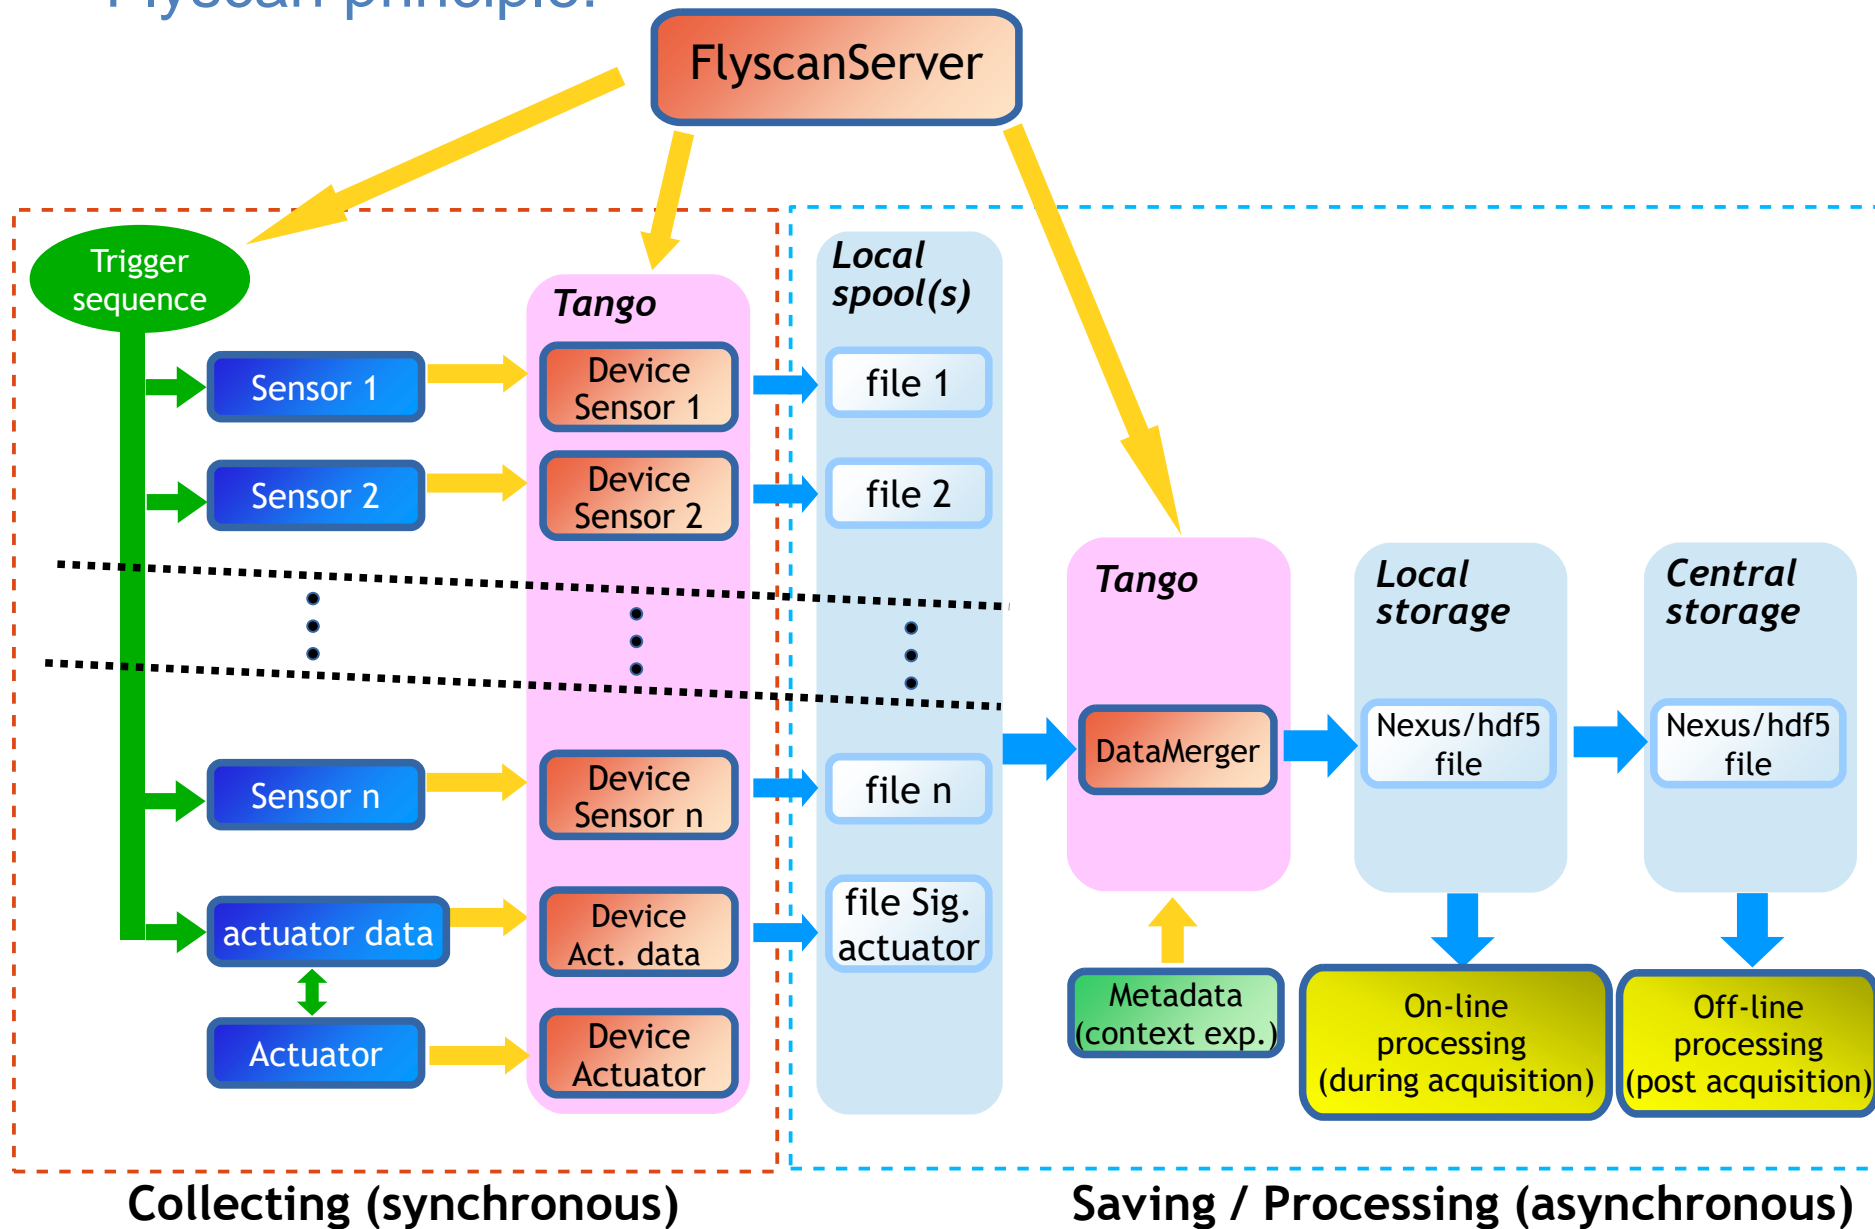 Flyscan principle:
FlyscanServer
Trigger
sequence
Tango
Local
spool(s)
Sensor 1
Device
Sensor 1
file 1
Sensor 2
Device
Sensor 2
file 2
Tango
Local
storage
Central
storage
Sensor n
Device
Sensor n
file n
DataMerger
Nexus/hdf5
file
Nexus/hdf5
file
actuator data
Device
Act. data
file Sig.
actuator
Actuator
Device
Actuator
Metadata
(context exp.)
On-line
processing
(during acquisition)
Off-line
processing
(post acquisition)
Collecting (synchronous)
Saving / Processing (asynchronous)